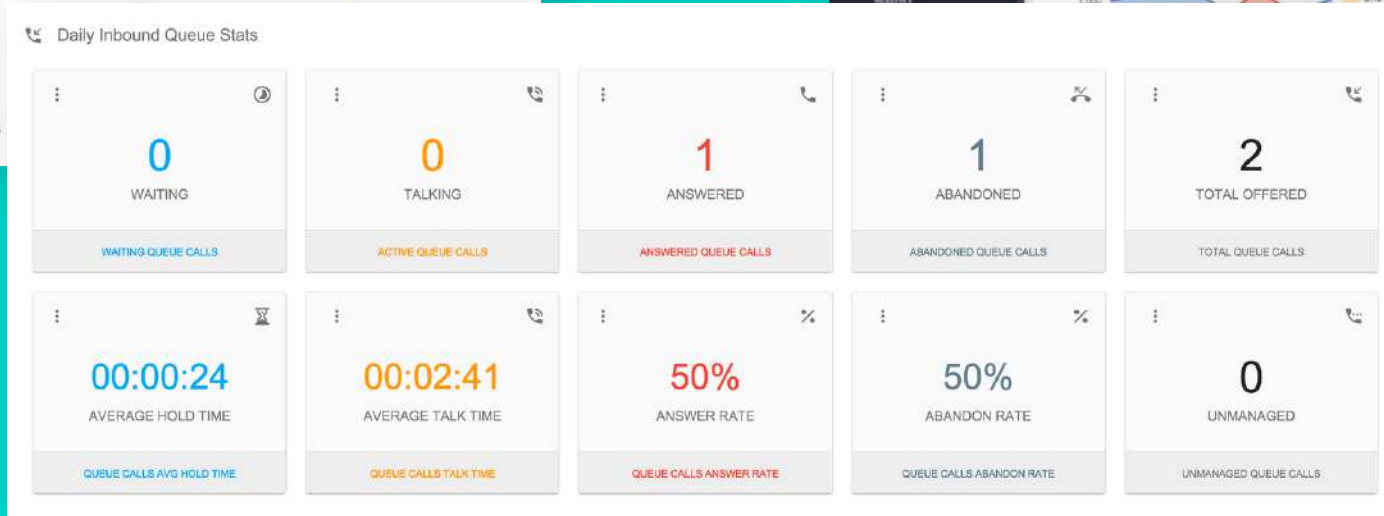 Daily Inbound Queue Stats
0
WAITING
WAITING QUEUE CALLS
0
TALKING
ACTIVE QUEUE CALLS
1
ANSWERED
ANSWERED QUEUE CALLS
1
ABANDONED
ABANDONED QUEUE CALLS
2
TOTAL OFFERED
TOTAL QUEUE CALLS
00:00:24
AVERAGE HOLD TIME
QUEUE CALLS AVG HOLD TIME
00:02:41
AVERAGE TALK TIME
QUEUE CALLS TALK TIME
50%
ANSWER RATE
QUEUE CALLS ANSWER RATE
50%
ABANDON RATE
QUEUE CALLS ABANDON RATE
0
UNMANAGED
UNMANAGED QUEUE CALLS